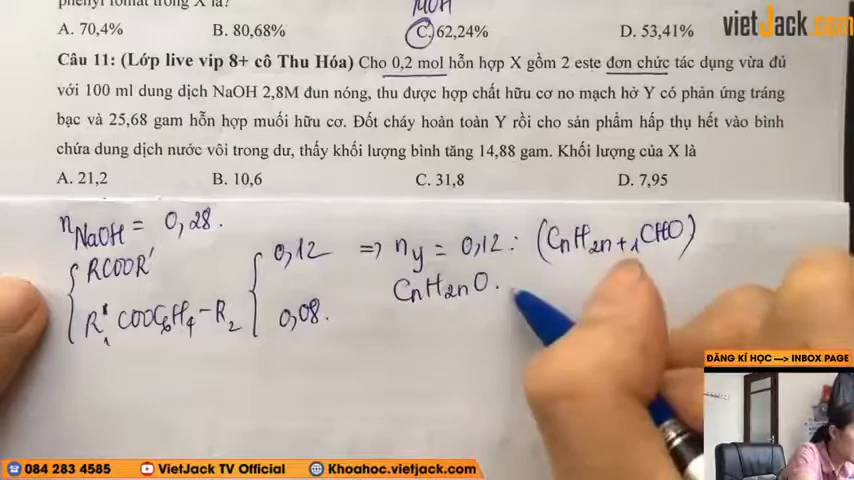 phenyl fomat trong X là?
MOH
A. 70,4% B. 80,68% C. 62,24% D. 53,41%
vietJack.com
Câu 11: (Lớp live vip 8+ cô Thu Hóa) Cho 0,2 mol hỗn hợp X gồm 2 este đơn chức tác dụng vừa đủ
với 100 ml dung dịch NaOH 2,8M đun nóng, thu được hợp chất hữu cơ no mạch hở Y có phản ứng tráng
bạc và 25,68 gam hỗn hợp muối hữu cơ. Đốt cháy hoàn toàn Y rồi cho sản phẩm hấp thụ hết vào bình
chứa dung dịch nước vôi trong dư, thấy khối lượng bình tăng 14,88 gam. Khối lượng của X là
A. 21,2 B. 10,6 C. 31,8 D. 7,95
nNaOH = 0,28.
RCOOR' 0,12 => ny = 0,12 : (CnH2n+1CHO)
R1COOC6H4-R2 0,08. CnH2nO.
ĐĂNG KÍ HỌC —> INBOX PAGE
084 283 4585 VietJack TV Official Khoahoc.vietjack.com